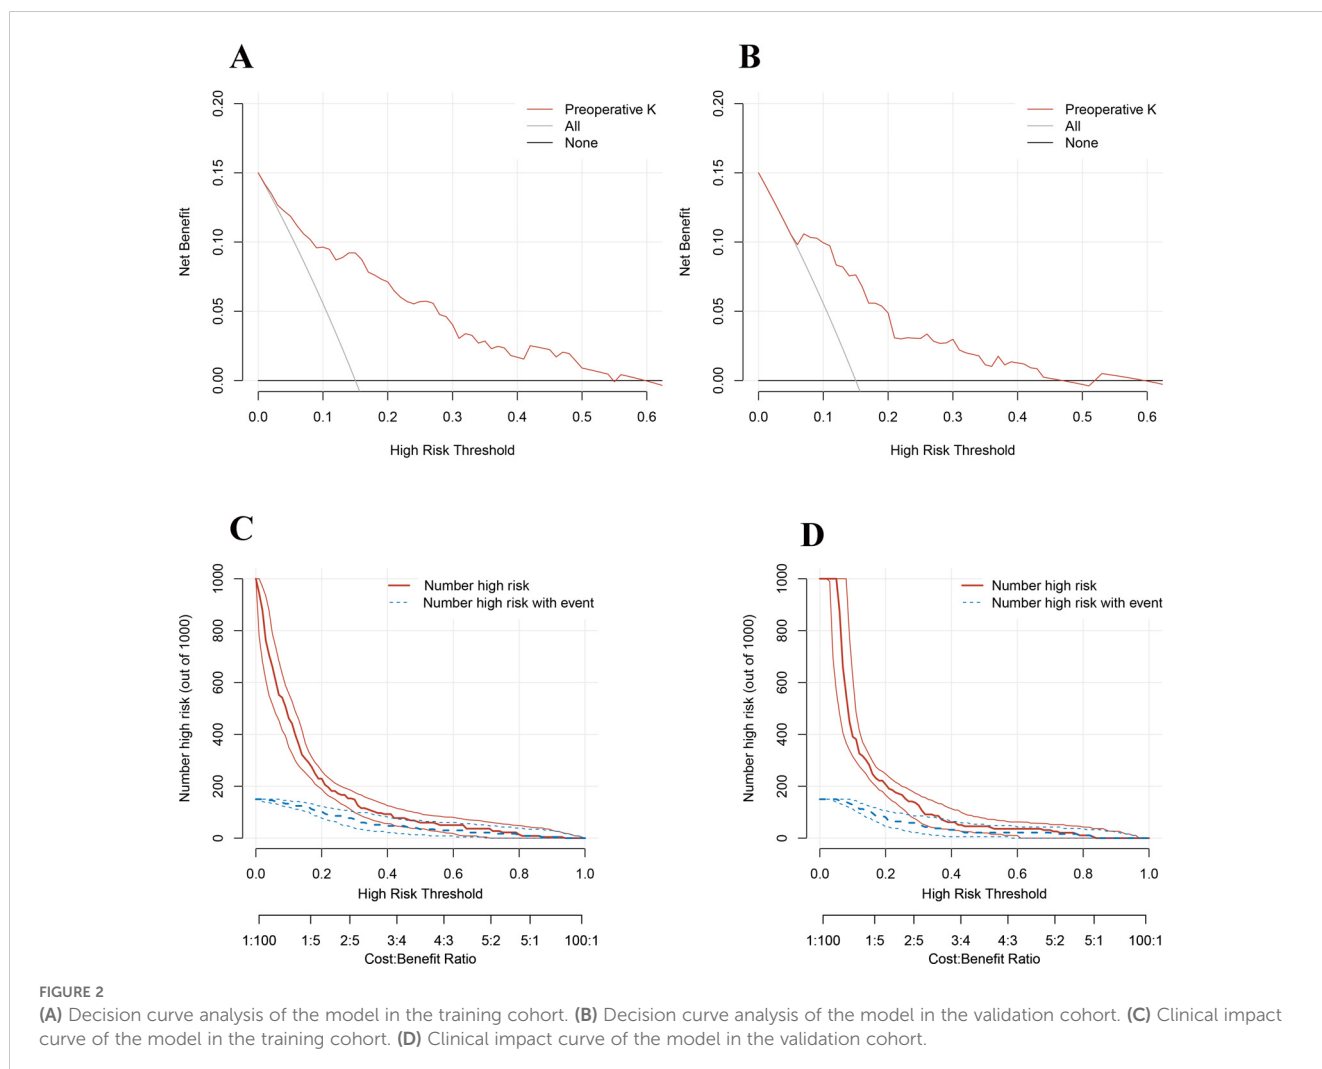 A
Net Benefit
0.20
0.15
0.10
0.05
0.00
Preoperative K
All
None
0.0 0.1 0.2 0.3 0.4 0.5 0.6
High Risk Threshold
B
Net Benefit
0.20
0.15
0.10
0.05
0.00
Preoperative K
All
None
0.0 0.1 0.2 0.3 0.4 0.5 0.6
High Risk Threshold
C
Number high risk (out of 1000)
1000
800
600
400
200
0
Number high risk
Number high risk with event
0.0 0.2 0.4 0.6 0.8 1.0
High Risk Threshold
1:100 1:5 2:5 3:4 4:3 5:2 5:1 100:1
Cost:Benefit Ratio
D
Number high risk (out of 1000)
1000
800
600
400
200
0
Number high risk
Number high risk with event
0.0 0.2 0.4 0.6 0.8 1.0
High Risk Threshold
1:100 1:5 2:5 3:4 4:3 5:2 5:1 100:1
Cost:Benefit Ratio
FIGURE 2
(A) Decision curve analysis of the model in the training cohort. (B) Decision curve analysis of the model in the validation cohort. (C) Clinical impact
curve of the model in the training cohort. (D) Clinical impact curve of the model in the validation cohort.